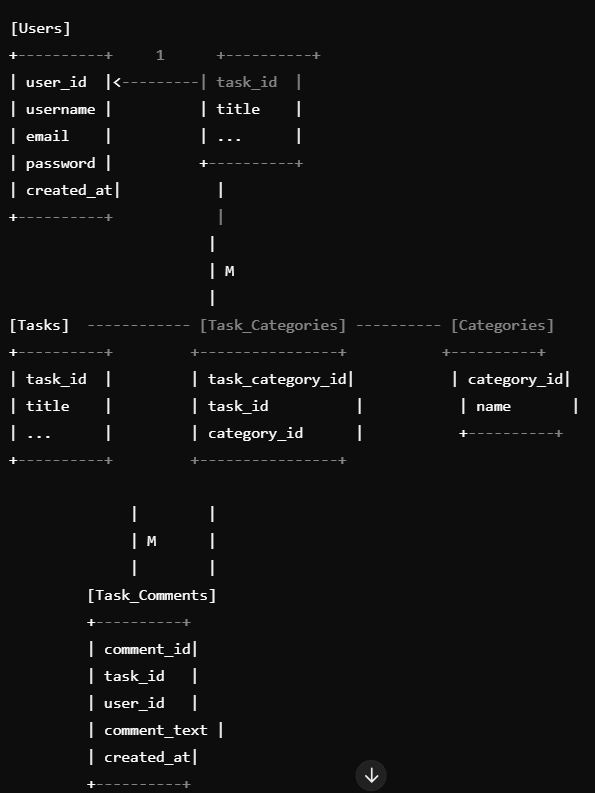 [Users]
+----------+     1      +----------+
| user_id  |<---------| task_id  |
| username |          | title    |
| email    |          | ...      |
| password |          +----------+
| created_at|            |
+----------+             |
                        |
                        | M
                        |
[Tasks]  ------------ [Task_Categories] ---------- [Categories]
+----------+         +----------------+            +----------+
| task_id  |         | task_category_id|           | category_id|
| title    |         | task_id          |           | name       |
| ...      |         | category_id      |           +----------+
+----------+         +----------------+
              |        |
              | M      |
              |        |
         [Task_Comments]
         +----------+
         | comment_id|
         | task_id   |
         | user_id   |
         | comment_text |
         | created_at|
         +----------+